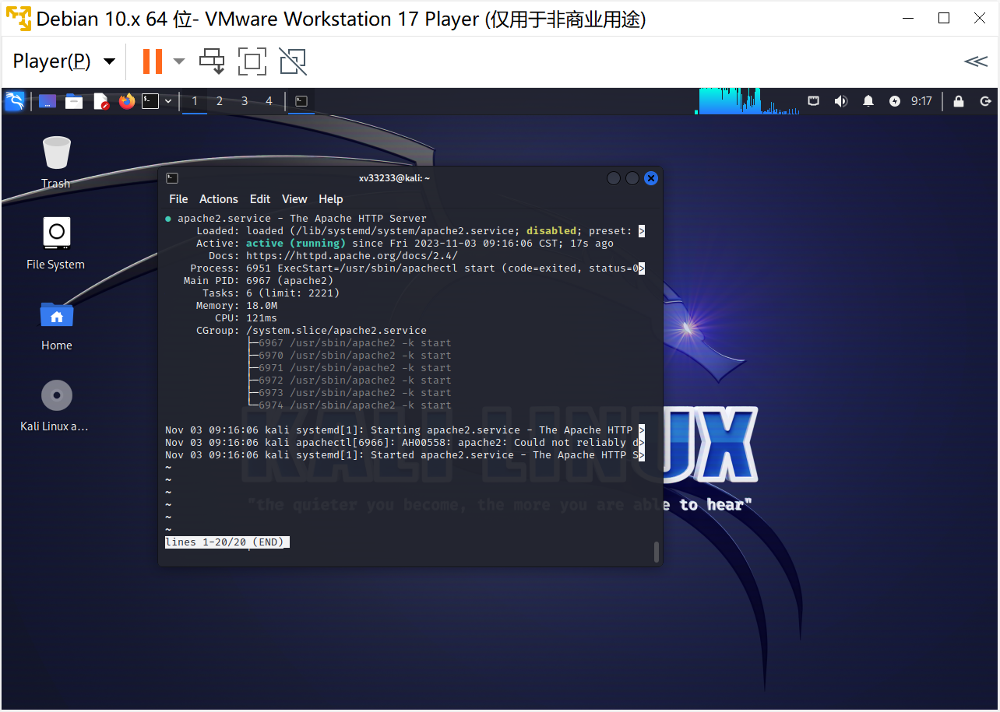 Debian 10.x 64 位- VMware Workstation 17 Player (仅用于非商业用途)
Player(P)
1 2 3 4 9:17
Trash
File System
Home
Kali Linux a...
xv33233@kali: ~
File Actions Edit View Help
● apache2.service - The Apache HTTP Server
Loaded: loaded (/lib/systemd/system/apache2.service; disabled; preset: >
Active: active (running) since Fri 2023-11-03 09:16:06 CST; 17s ago
Docs: https://httpd.apache.org/docs/2.4/
Process: 6951 ExecStart=/usr/sbin/apachectl start (code=exited, status=0>
Main PID: 6967 (apache2)
Tasks: 6 (limit: 2221)
Memory: 18.0M
CPU: 121ms
CGroup: /system.slice/apache2.service
├─6967 /usr/sbin/apache2 -k start
├─6970 /usr/sbin/apache2 -k start
├─6971 /usr/sbin/apache2 -k start
├─6972 /usr/sbin/apache2 -k start
├─6973 /usr/sbin/apache2 -k start
└─6974 /usr/sbin/apache2 -k start
Nov 03 09:16:06 kali systemd[1]: Starting apache2.service - The Apache HTTP >
Nov 03 09:16:06 kali apachectl[6966]: AH00558: apache2: Could not reliably d>
Nov 03 09:16:06 kali systemd[1]: Started apache2.service - The Apache HTTP S>
~
~
~
~
~
~
lines 1-20/20 (END)
KALI LINUX
"the quieter you become, the more you are able to hear"